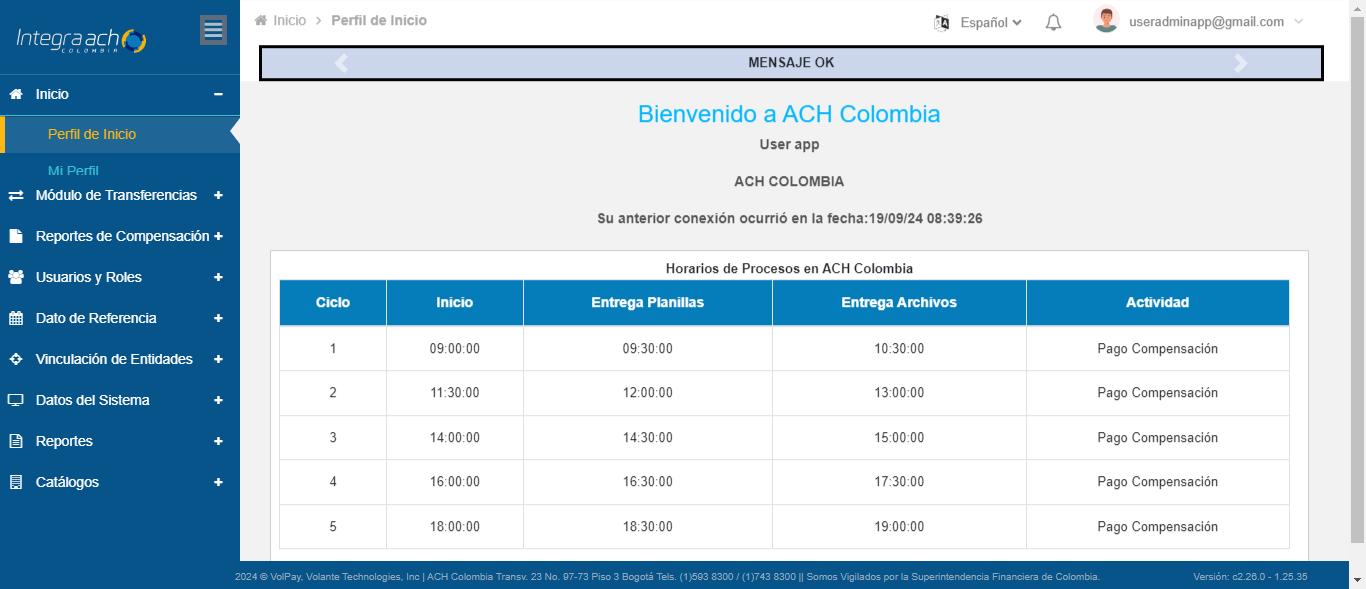 Integra ach
COLOMBIA
Inicio
Perfil de Inicio
Mi Perfil
Módulo de Transferencias
Reportes de Compensación
Usuarios y Roles
Dato de Referencia
Vinculación de Entidades
Datos del Sistema
Reportes
Catálogos
Inicio > Perfil de Inicio
Español
useradminapp@gmail.com
MENSAJE OK
Bienvenido a ACH Colombia
User app
ACH COLOMBIA
Su anterior conexión ocurrió en la fecha:19/09/24 08:39:26
Horarios de Procesos en ACH Colombia
Ciclo Inicio Entrega Planillas Entrega Archivos Actividad
1 09:00:00 09:30:00 10:30:00 Pago Compensación
2 11:30:00 12:00:00 13:00:00 Pago Compensación
3 14:00:00 14:30:00 15:00:00 Pago Compensación
4 16:00:00 16:30:00 17:30:00 Pago Compensación
5 18:00:00 18:30:00 19:00:00 Pago Compensación
2024 © VolPay, Volante Technologies, Inc | ACH Colombia Transv. 23 No. 97-73 Piso 3 Bogotá Tels. (1)593 8300 / (1)743 8300 || Somos Vigilados por la Superintendencia Financiera de Colombia.
Versión: c2.26.0 - 1.25.35